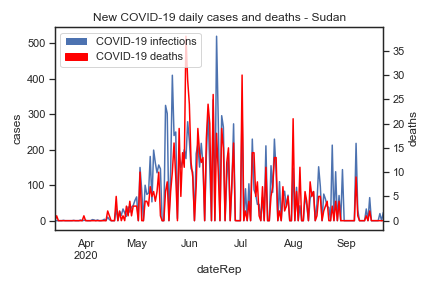 New COVID-19 daily cases and deaths - Sudan
COVID-19 infections
COVID-19 deaths
500
400
300
200
100
0
cases
35
30
25
20
15
10
5
0
deaths
Apr
2020
May
Jun
Jul
Aug
Sep
dateRep